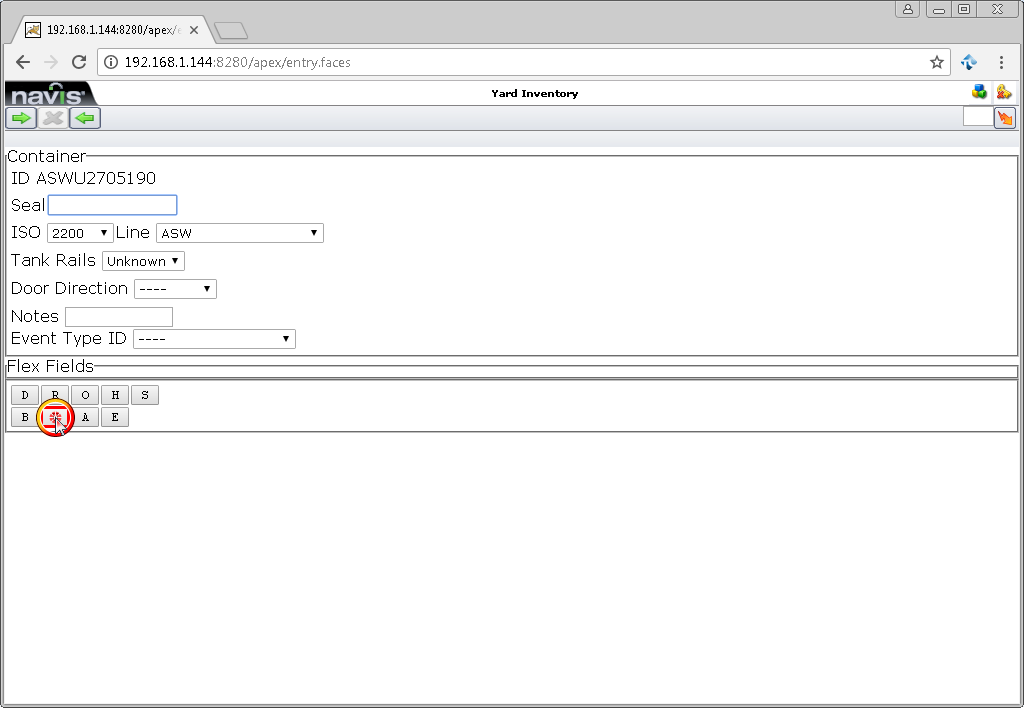 192.168.1.144:8280/apex/e
192.168.1.144:8280/apex/entry.faces
navis
Yard Inventory
Container
ID ASWU2705190
Seal
ISO 2200 Line ASW
Tank Rails Unknown
Door Direction ----
Notes
Event Type ID ----
Flex Fields
D R O H S
B A E